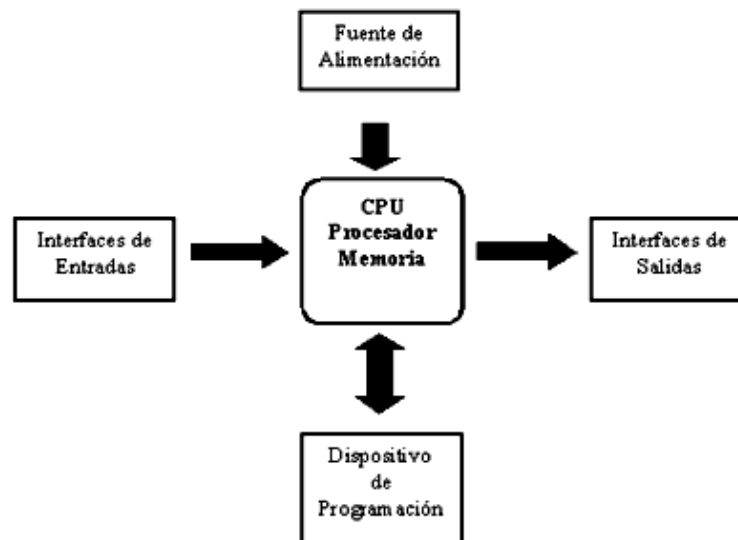 Fuente de
Alimentación
CPU
Procesador
Memoria
Interfaces de
Entradas
Interfaces de
Salidas
Dispositivo
de
Programación